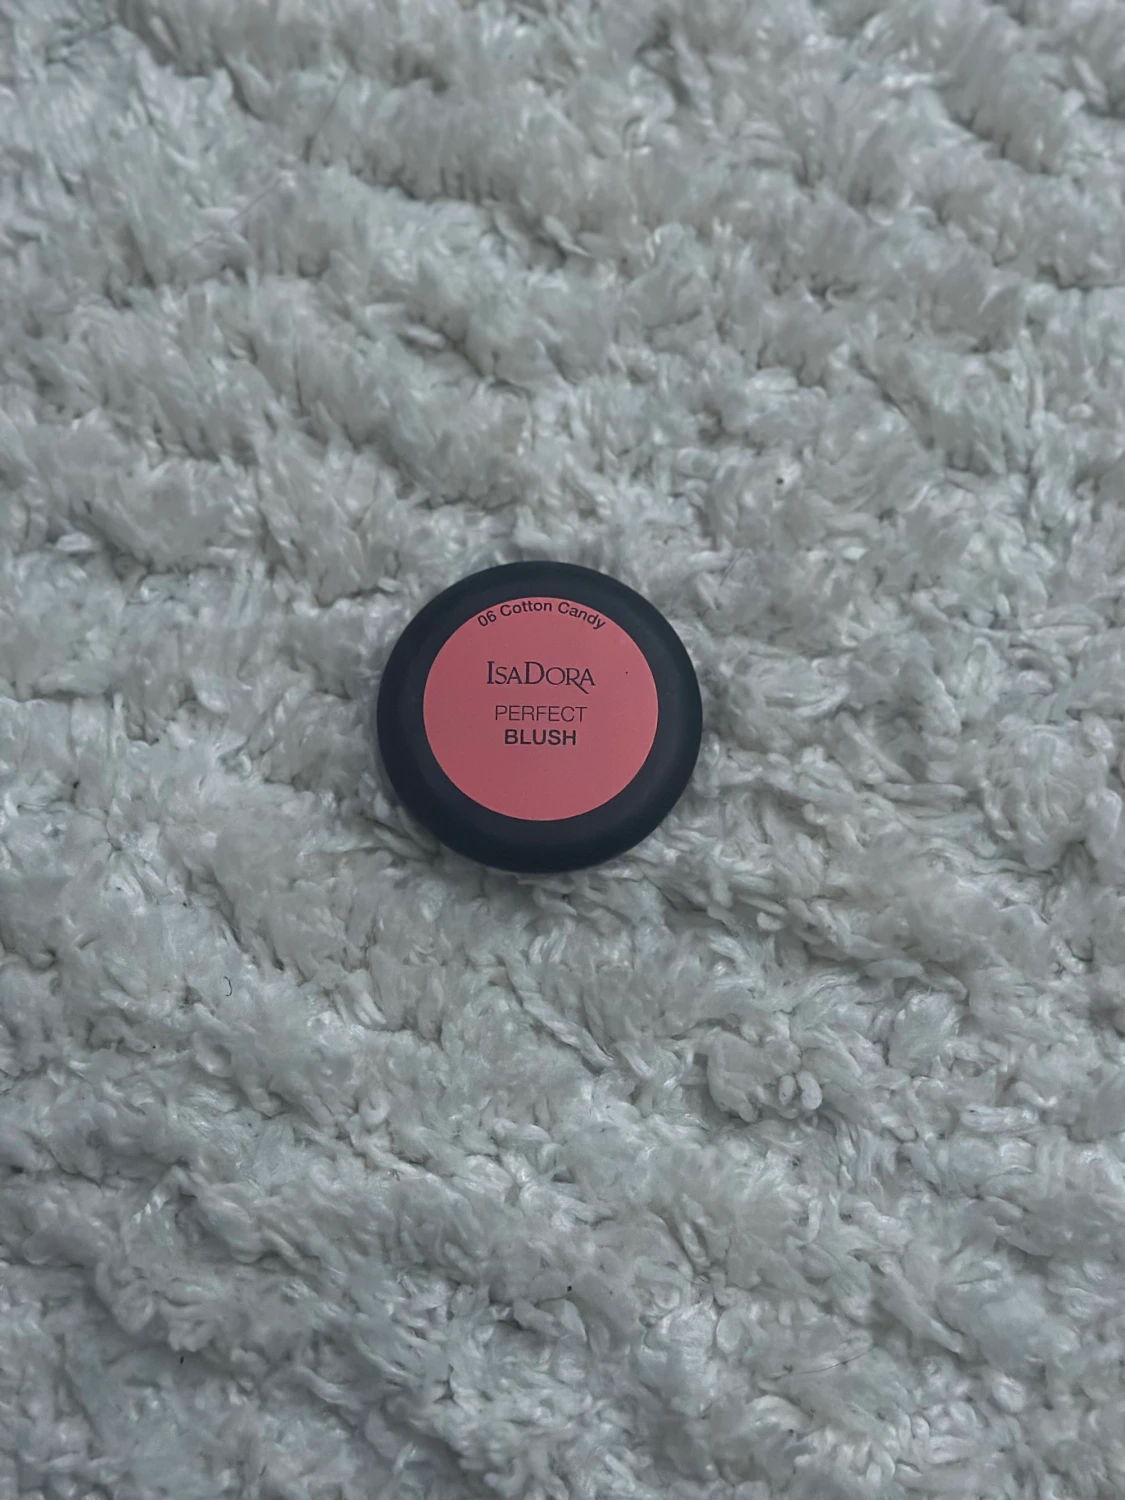 06 Cotton Candy
IsaDora
PERFECT
BLUSH